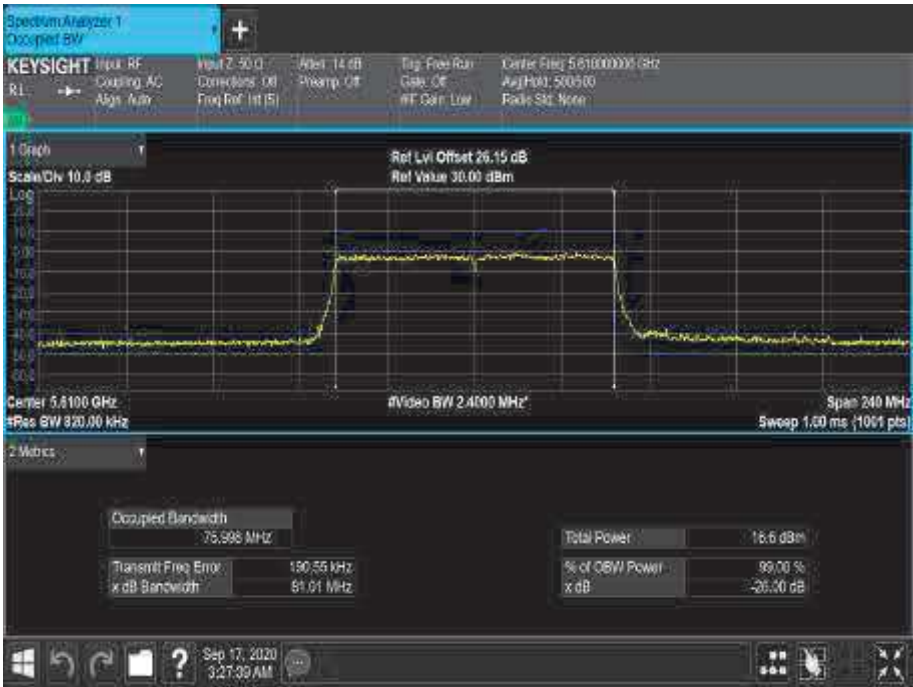 Spectrum Analyzer 1
Occupied BW
+
KEYSIGHT Input: RF Input Z: 50 Ω Atten: 14 dB Trig: Free Run Center Freq: 5.610000000 GHz
Coupling: AC Corrections: Off Preamp: Off Gate: Off Avg|Hold: 500/500
Align: Auto Freq Ref: Int (S) #IF Gain: Low Radio Std: None
1 Graph
Scale/Div 10.0 dB
Ref Lvl Offset 26.15 dB
Ref Value 30.00 dBm
Log
Center 5.6100 GHz
#Video BW 2.4000 MHz*
Span 240 MHz
#Res BW 820.00 kHz
Sweep 1.00 ms (1001 pts)
2 Metrics
Occupied Bandwidth
75.996 MHz
Total Power 16.6 dBm
Transmit Freq Error 190.55 kHz
% of OBW Power 99.00 %
x dB Bandwidth 81.01 MHz
x dB -26.00 dB
?
Sep 17, 2020
3:27:39 AM